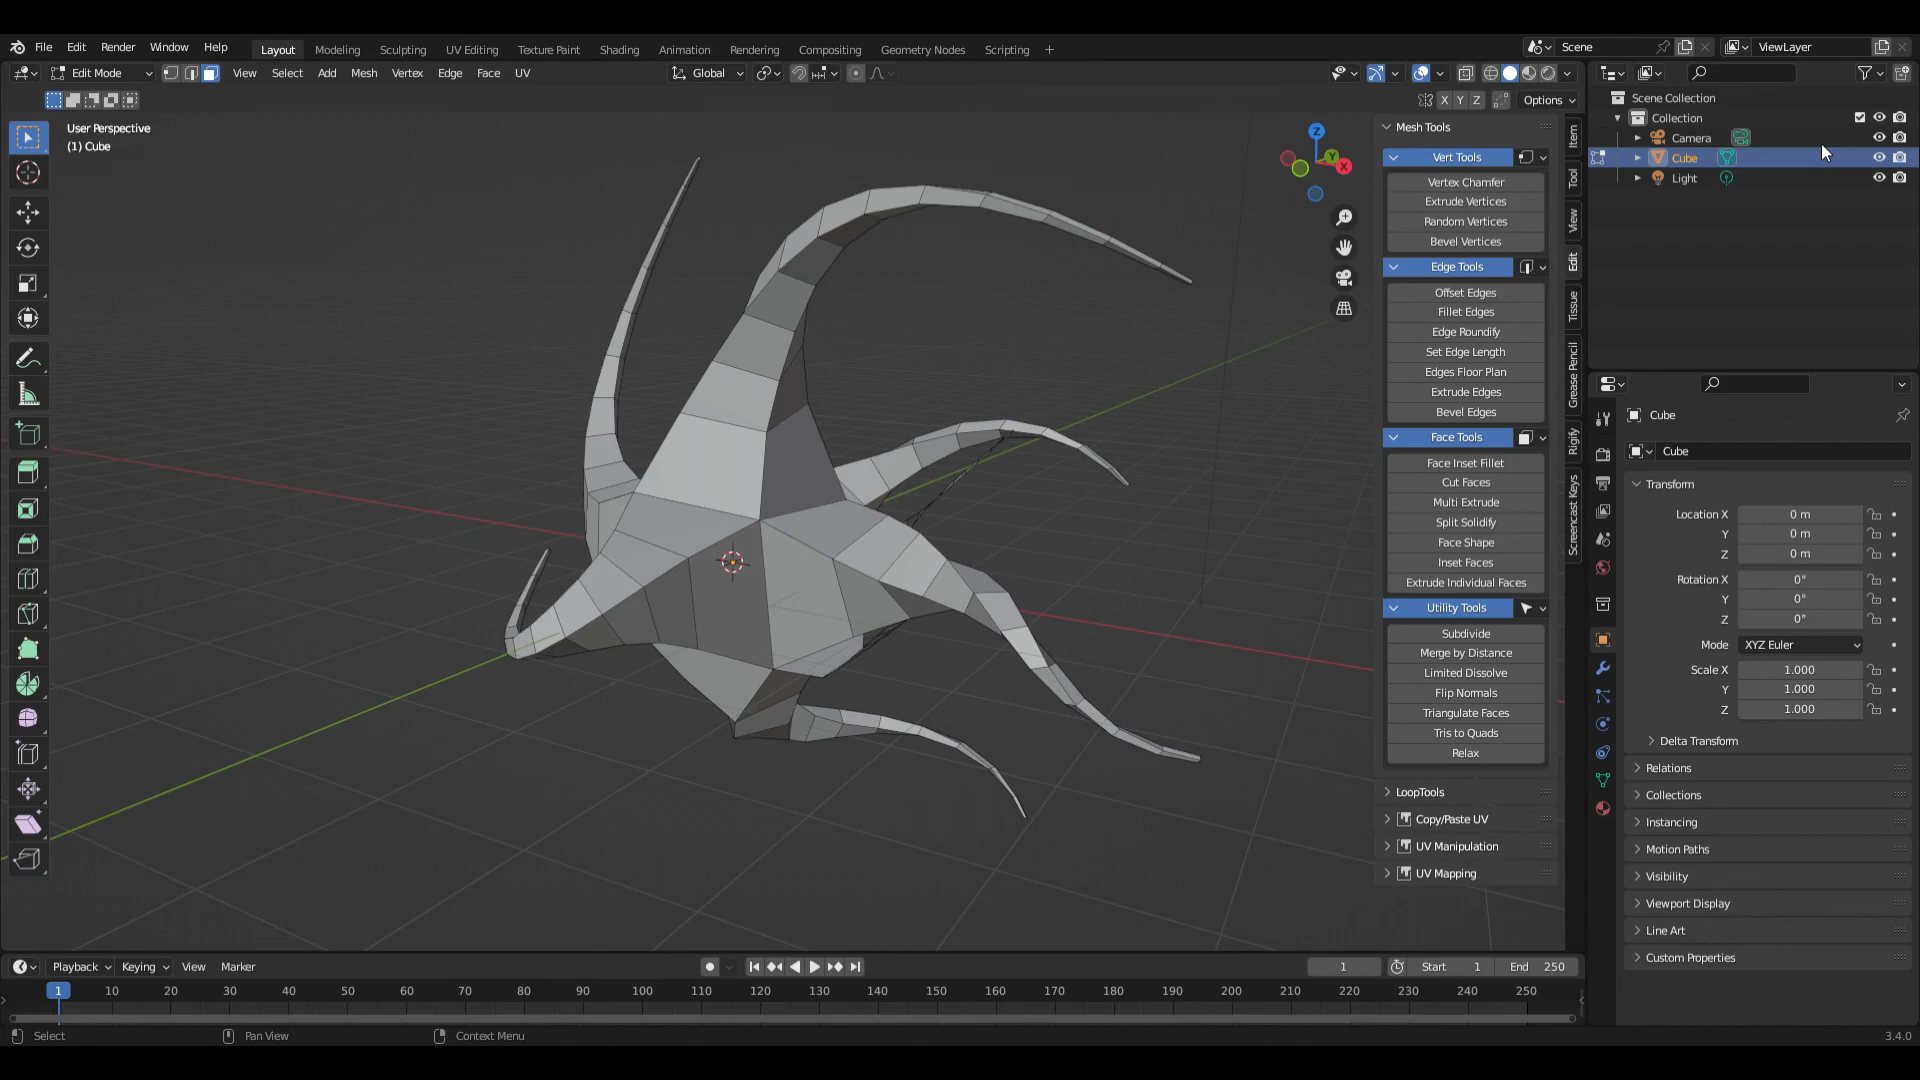 File Edit Render Window Help Layout Modeling Sculpting UV Editing Texture Paint Shading Animation Rendering Compositing Geometry Nodes Scripting + Scene ViewLayer
Edit Mode View Select Add Mesh Vertex Edge Face UV Global
X Y Z Options
User Perspective
(1) Cube
Z
Y
X
Mesh Tools
Vert Tools
Vertex Chamfer
Extrude Vertices
Random Vertices
Bevel Vertices
Edge Tools
Offset Edges
Fillet Edges
Edge Roundify
Set Edge Length
Edges Floor Plan
Extrude Edges
Bevel Edges
Face Tools
Face Inset Fillet
Cut Faces
Multi Extrude
Split Solidify
Face Shape
Inset Faces
Extrude Individual Faces
Utility Tools
Subdivide
Merge by Distance
Limited Dissolve
Flip Normals
Triangulate Faces
Tris to Quads
Relax
LoopTools
Copy/Paste UV
UV Manipulation
UV Mapping
Item
Tool
View
Edit
Tissue
Grease Pencil
Rigify
Screencast Keys
Scene Collection
Collection
Camera
Cube
Light
Cube
Cube
Transform
Location X 0 m
Y 0 m
Z 0 m
Rotation X 0°
Y 0°
Z 0°
Mode XYZ Euler
Scale X 1.000
Y 1.000
Z 1.000
Delta Transform
Relations
Collections
Instancing
Motion Paths
Visibility
Viewport Display
Line Art
Custom Properties
Playback Keying View Marker 1 Start 1 End 250
1 10 20 30 40 50 60 70 80 90 100 110 120 130 140 150 160 170 180 190 200 210 220 230 240 250
Select Pan View Context Menu 3.4.0